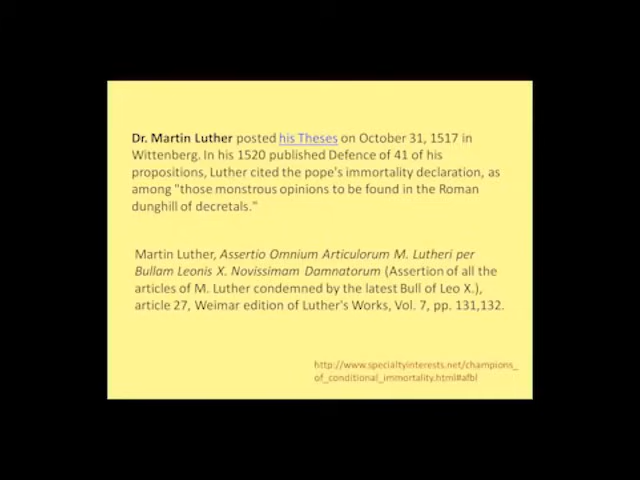 Dr. Martin Luther posted his Theses on October 31, 1517 in
Wittenberg. In his 1520 published Defence of 41 of his
propositions, Luther cited the pope's immortality declaration, as
among "those monstrous opinions to be found in the Roman
dunghill of decretals."
Martin Luther, Assertio Omnium Articulorum M. Lutheri per
Bullam Leonis X. Novissimam Damnatorum (Assertion of all the
articles of M. Luther condemned by the latest Bull of Leo X.),
article 27, Weimar edition of Luther's Works, Vol. 7, pp. 131,132.
http://www.specialtyinterests.net/champions_
of_conditional_immortality.html#afbl